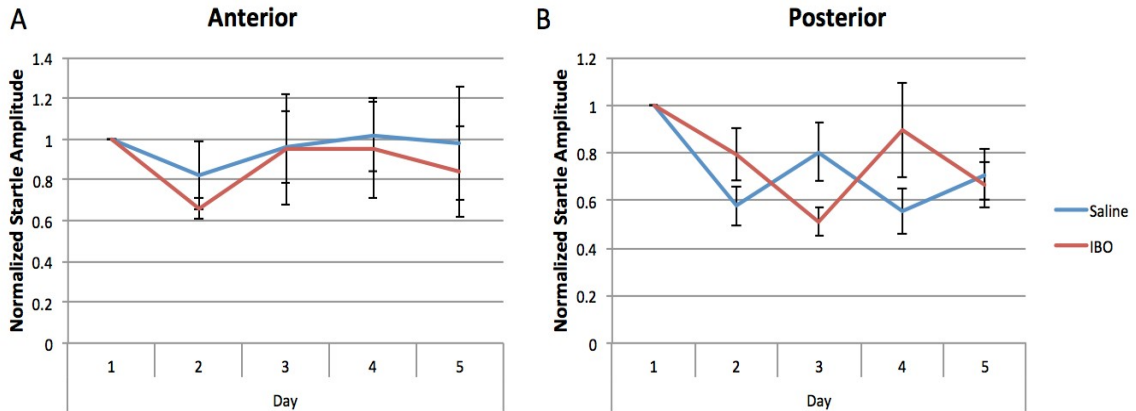 A
Anterior
Normalized Startle Amplitude
1.4
1.2
1
0.8
0.6
0.4
0.2
0
1 2 3 4 5
Day
B
Posterior
Normalized Startle Amplitude
1.2
1
0.8
0.6
0.4
0.2
0
1 2 3 4 5
Day
Saline
IBO